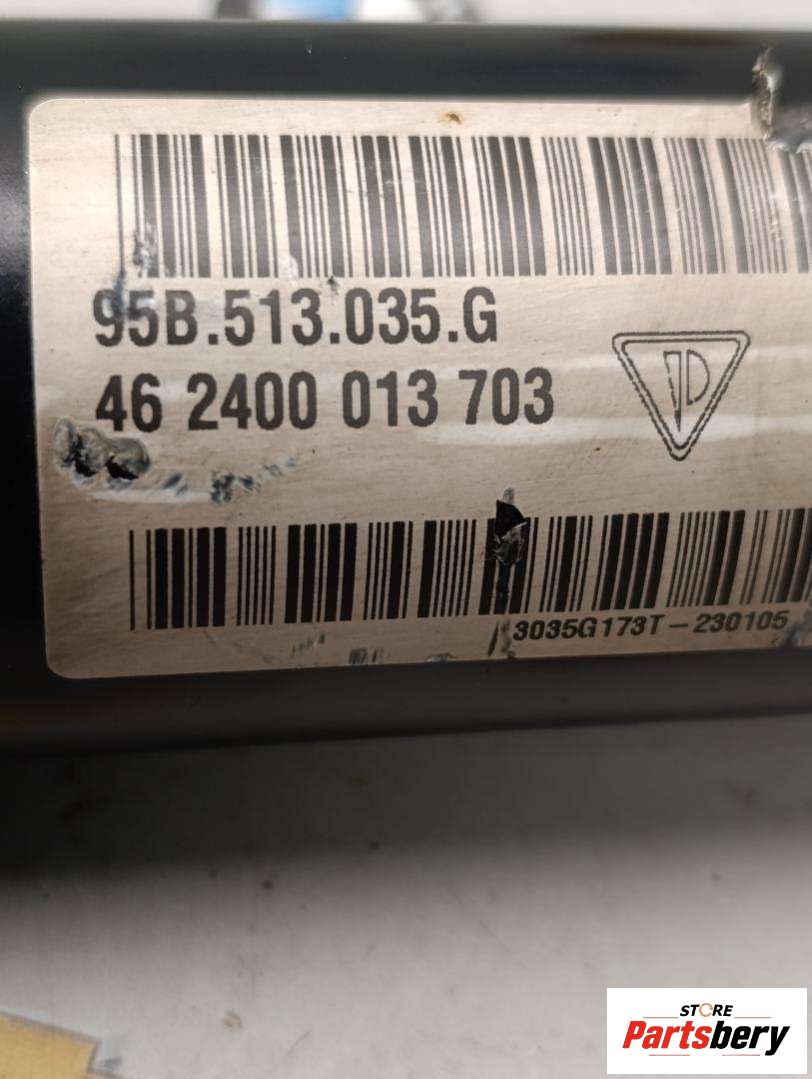 95B.513.035.G
46 2400 013 703
3035G173T-230105
STORE
Partsbery